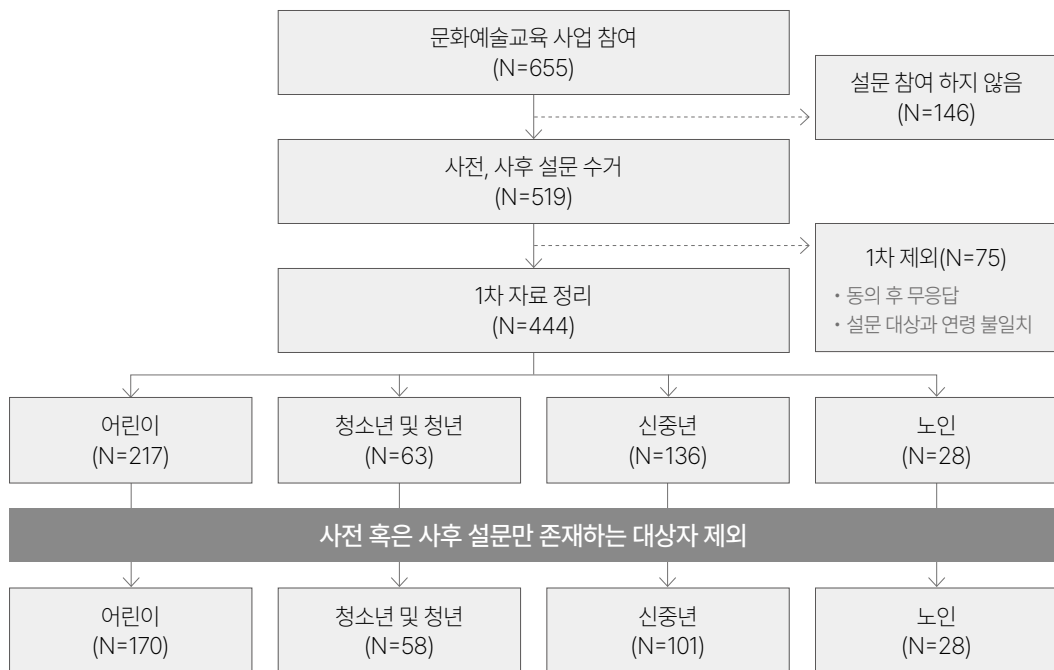 문화예술교육 사업 참여
(N=655)
설문 참여 하지 않음
(N=146)
사전, 사후 설문 수거
(N=519)
1차 제외(N=75)
• 동의 후 무응답
• 설문 대상과 연령 불일치
1차 자료 정리
(N=444)
어린이
(N=217)
청소년 및 청년
(N=63)
신중년
(N=136)
노인
(N=28)
사전 혹은 사후 설문만 존재하는 대상자 제외
어린이
(N=170)
청소년 및 청년
(N=58)
신중년
(N=101)
노인
(N=28)